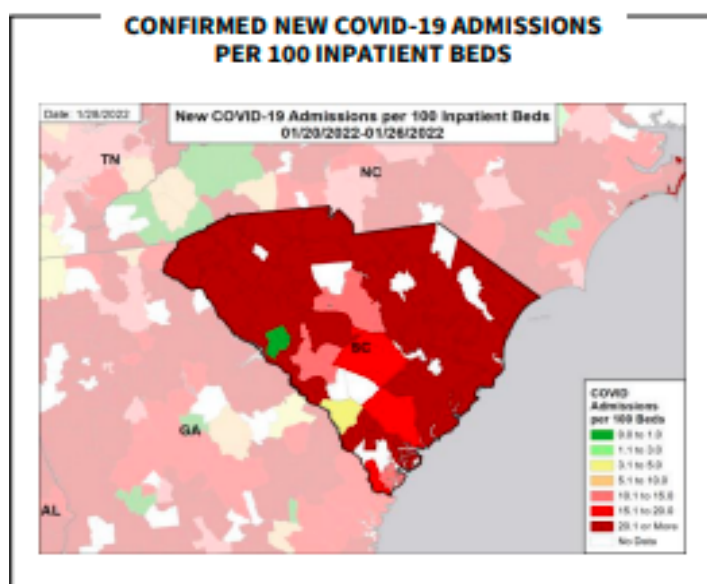 CONFIRMED NEW COVID-19 ADMISSIONS
PER 100 INPATIENT BEDS
Date: 1/28/2022
New COVID-19 Admissions per 100 Inpatient Beds
01/20/2022-01/26/2022
TN
NC
SC
GA
AL
COVID
Admissions
per 100 Beds
0.0 to 1.0
1.1 to 3.0
3.1 to 5.0
5.1 to 10.0
10.1 to 15.0
15.1 to 20.0
20.1 or More
No Data